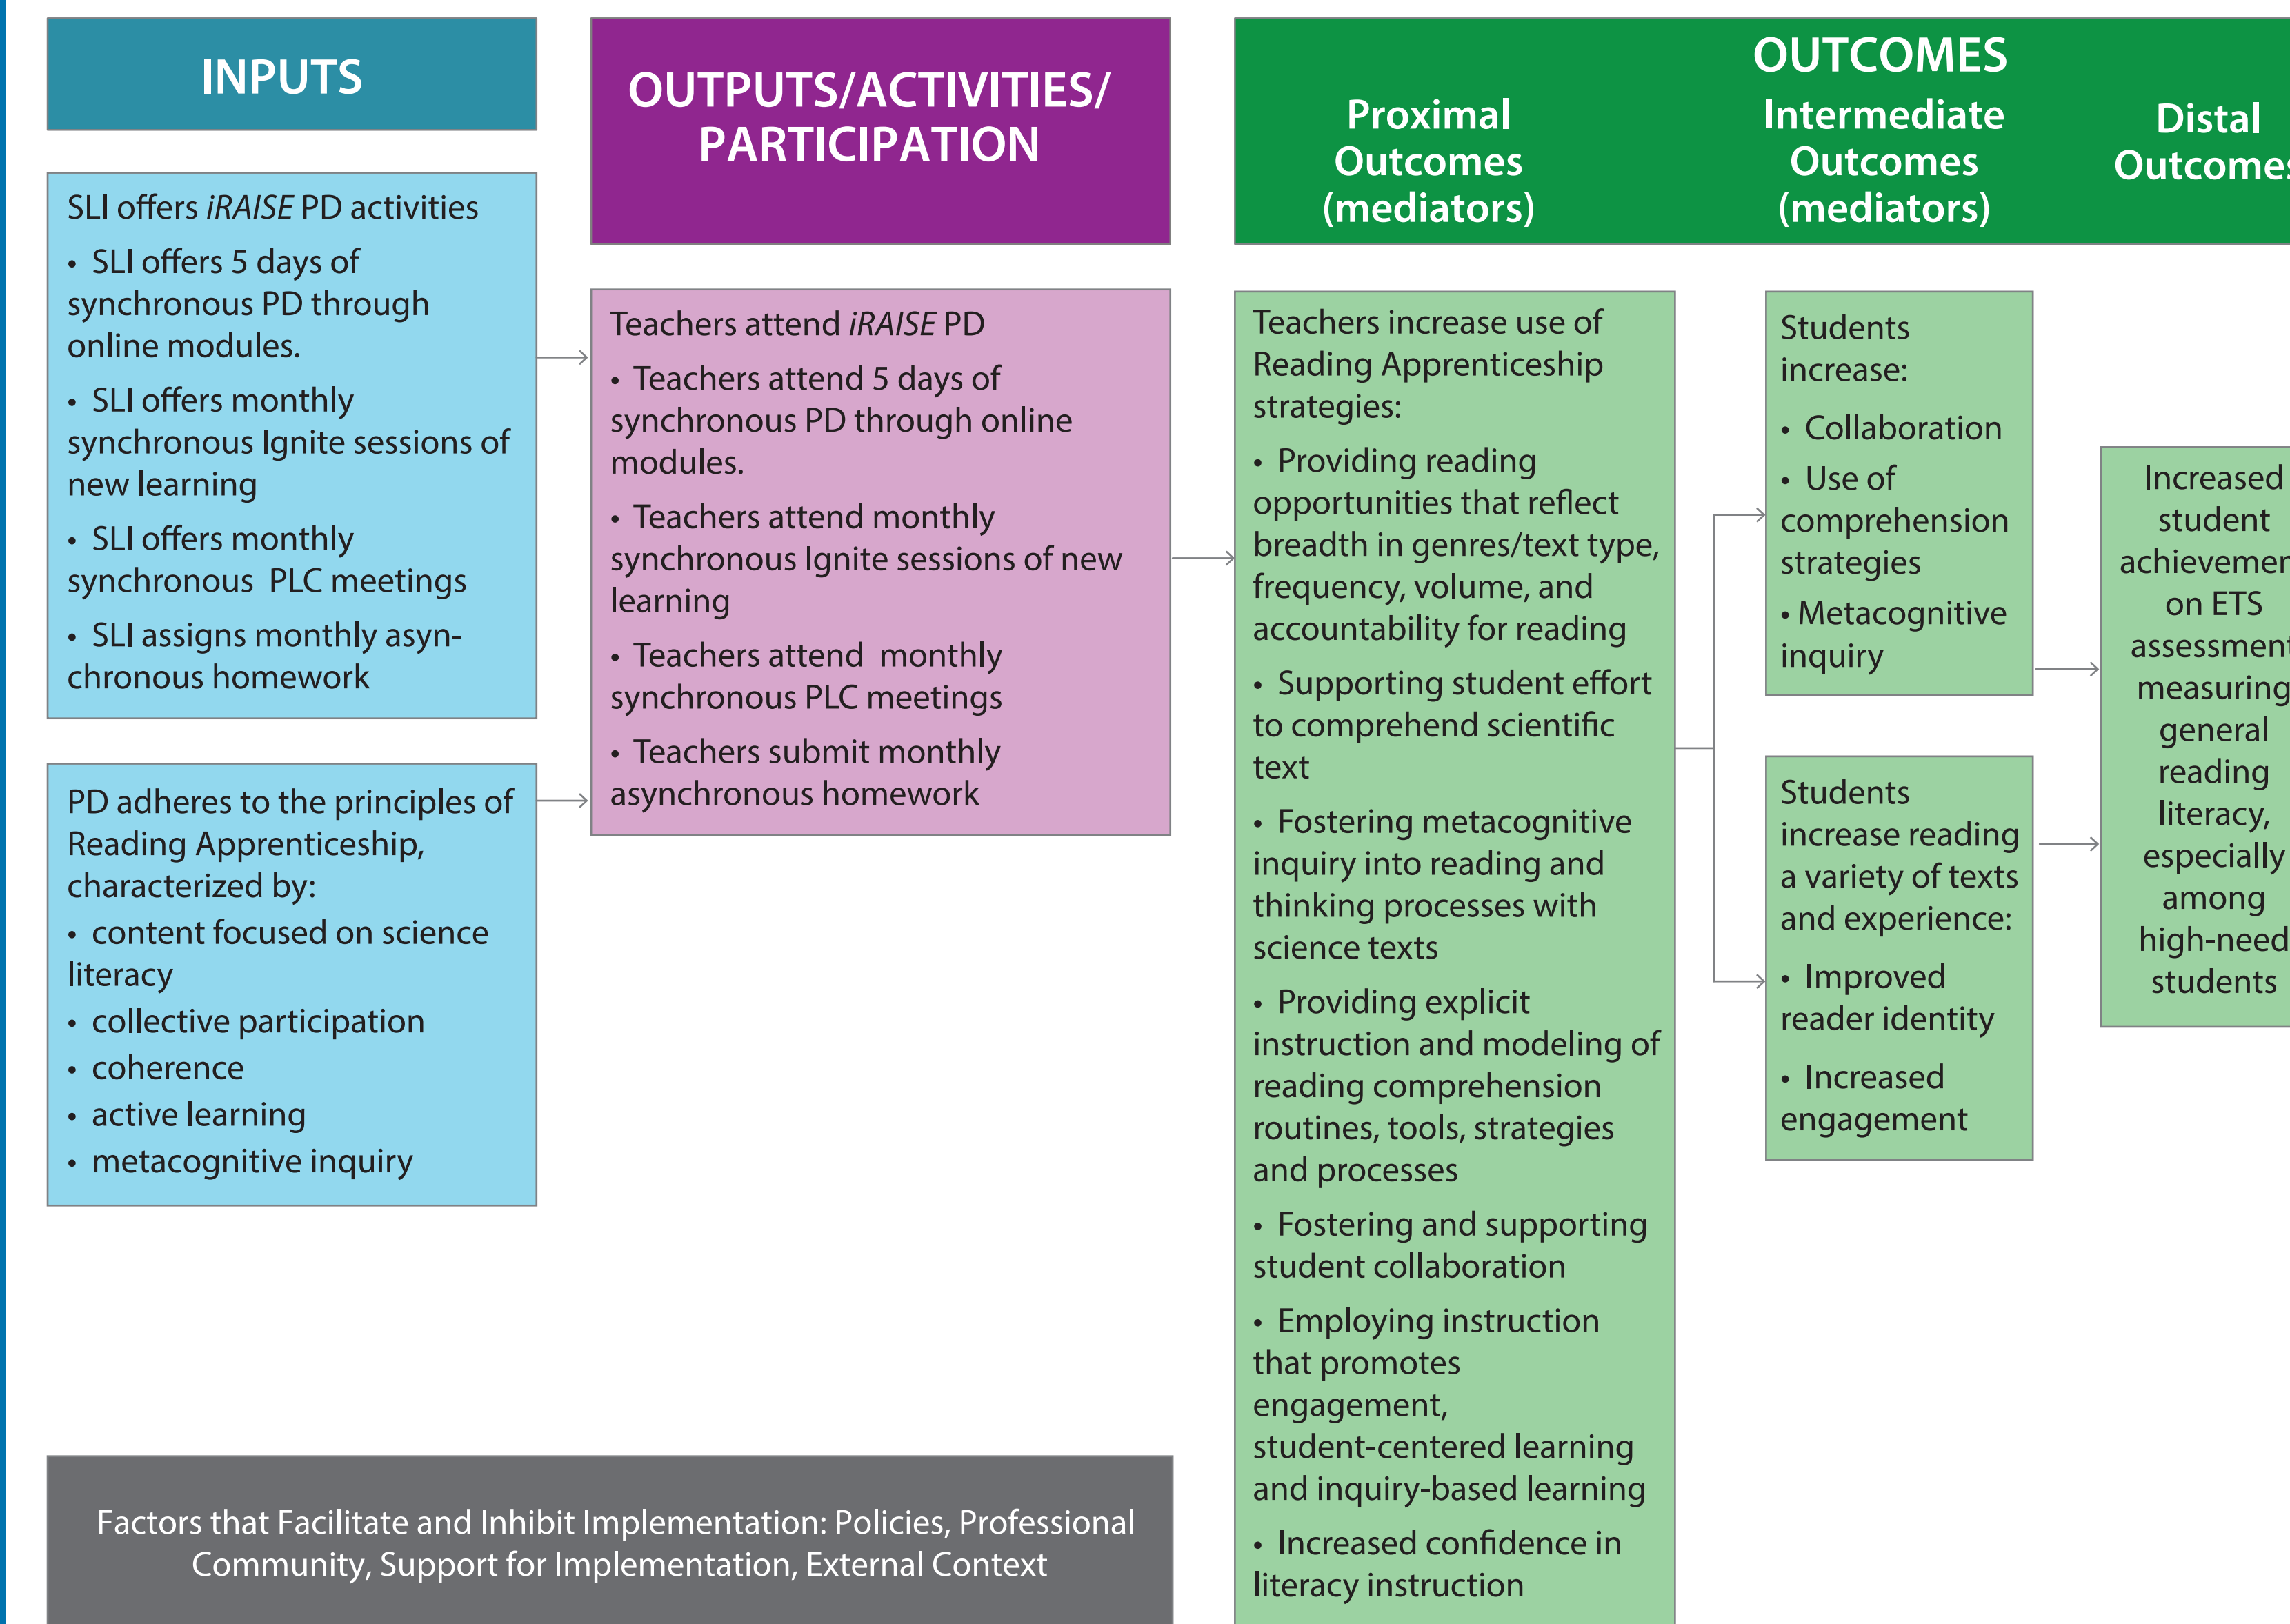 INPUTS
SLI offers iRAISE PD activities
• SLI offers 5 days of
synchronous PD through
online modules.
• SLI offers monthly
synchronous Ignite sessions of
new learning
• SLI offers monthly
synchronous PLC meetings
• SLI assigns monthly asyn-
chronous homework
PD adheres to the principles of
Reading Apprenticeship,
characterized by:
• content focused on science
literacy
• collective participation
• coherence
• active learning
• metacognitive inquiry
OUTPUTS/ACTIVITIES/
PARTICIPATION
Teachers attend iRAISE PD
• Teachers attend 5 days of
synchronous PD through online
modules.
• Teachers attend monthly
synchronous Ignite sessions of new
learning
• Teachers attend monthly
synchronous PLC meetings
• Teachers submit monthly
asynchronous homework
OUTCOMES
Proximal
Outcomes
(mediators)
Teachers increase use of
Reading Apprenticeship
strategies:
• Providing reading
opportunities that reflect
breadth in genres/text type,
frequency, volume, and
accountability for reading
• Supporting student effort
to comprehend scientific
text
• Fostering metacognitive
inquiry into reading and
thinking processes with
science texts
• Providing explicit
instruction and modeling of
reading comprehension
routines, tools, strategies
and processes
• Fostering and supporting
student collaboration
• Employing instruction
that promotes
engagement,
student-centered learning
and inquiry-based learning
• Increased confidence in
literacy instruction
Intermediate
Outcomes
(mediators)
Students
increase:
• Collaboration
• Use of
comprehension
strategies
• Metacognitive
inquiry
Students
increase reading
a variety of texts
and experience:
• Improved
reader identity
• Increased
engagement
Distal
Outcomes
Increased
student
achievemen
on ETS
assessment
measuring
general
reading
literacy,
especially
among
high-need
students
Factors that Facilitate and Inhibit Implementation: Policies, Professional
Community, Support for Implementation, External Context